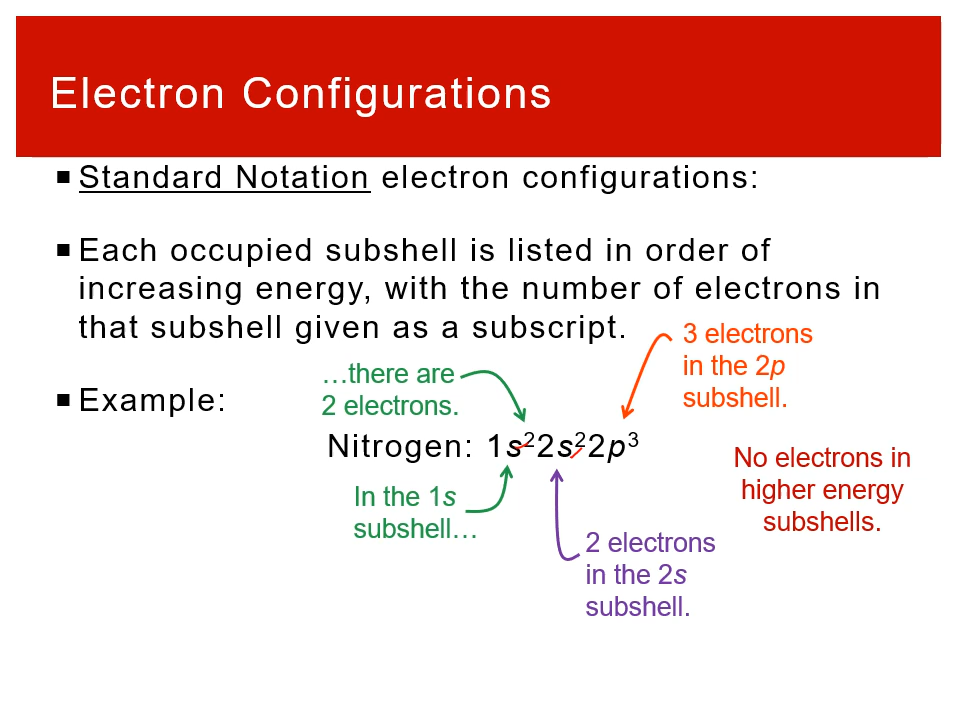 Electron Configurations
▪ Standard Notation electron configurations:
▪ Each occupied subshell is listed in order of
increasing energy, with the number of electrons in
that subshell given as a subscript.
3 electrons
in the 2p
subshell.
…there are
2 electrons.
▪ Example:
Nitrogen: 1s²2s²2p³
No electrons in
higher energy
subshells.
In the 1s
subshell…
2 electrons
in the 2s
subshell.